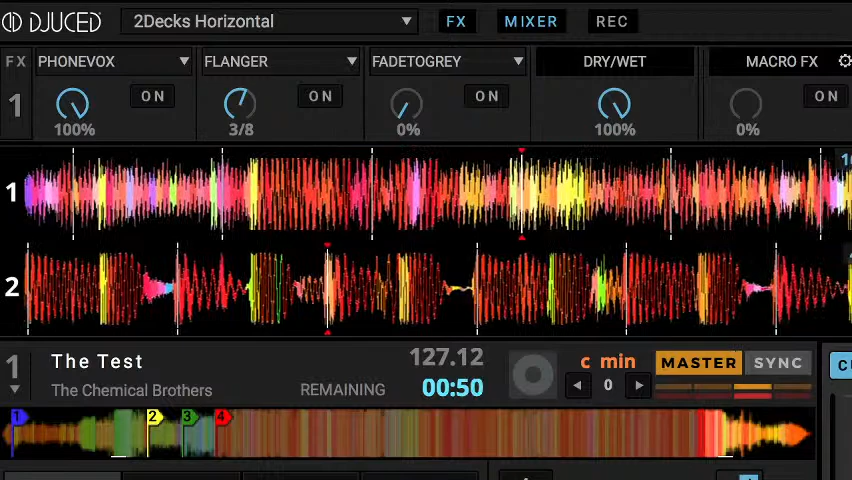 DJUCED 2Decks Horizontal FX MIXER REC
FX PHONEVOX FLANGER FADETOGREY DRY/WET MACRO FX
1 ON ON ON ON
100% 3/8 0% 100% 0%
1
2
1 The Test 127.12 c min MASTER SYNC
The Chemical Brothers REMAINING 00:50 0
1 2 3 4